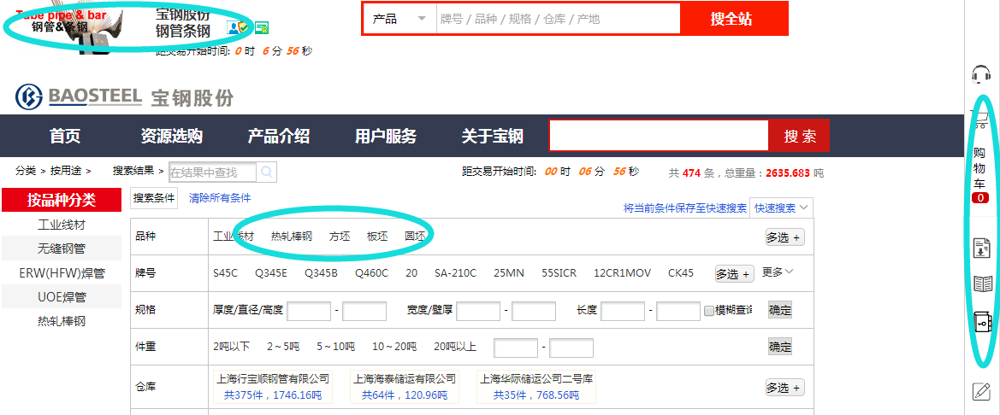 Tube pipe & bar
钢管&条钢
宝钢股份
钢管条钢
距交易开始时间: 0 时 6 分 56 秒
产品
牌号 / 品种 / 规格 / 仓库 / 产地
搜全站
BAOSTEEL 宝钢股份
首页 资源选购 产品介绍 用户服务 关于宝钢 搜 索
分类 > 按用途 > 搜索结果 > 在结果中查找
距交易开始时间: 00 时 06 分 56 秒 共 474 条，总重量：2635.683 吨
按品种分类
工业线材
无缝钢管
ERW(HFW)焊管
UOE焊管
热轧棒钢
搜索条件 清除所有条件
将当前条件保存至快速搜索 快速搜索
品种 工业线材 热轧棒钢 方坯 板坯 圆坯 多选 +
牌号 S45C Q345E Q345B Q460C 20 SA-210C 25MN 55SICR 12CR1MOV CK45 多选 + 更多
规格 厚度/直径/高度 - 宽度/壁厚 - 长度 - 模糊查询 确定
件重 2吨以下 2～5吨 5～10吨 10～20吨 20吨以上 - 确定
仓库 上海行宝顺钢管有限公司 上海海泰储运有限公司 上海华际储运公司二号库 多选 +
共375件，1746.16吨 共64件，120.96吨 共35件，768.56吨
购
物
车
0